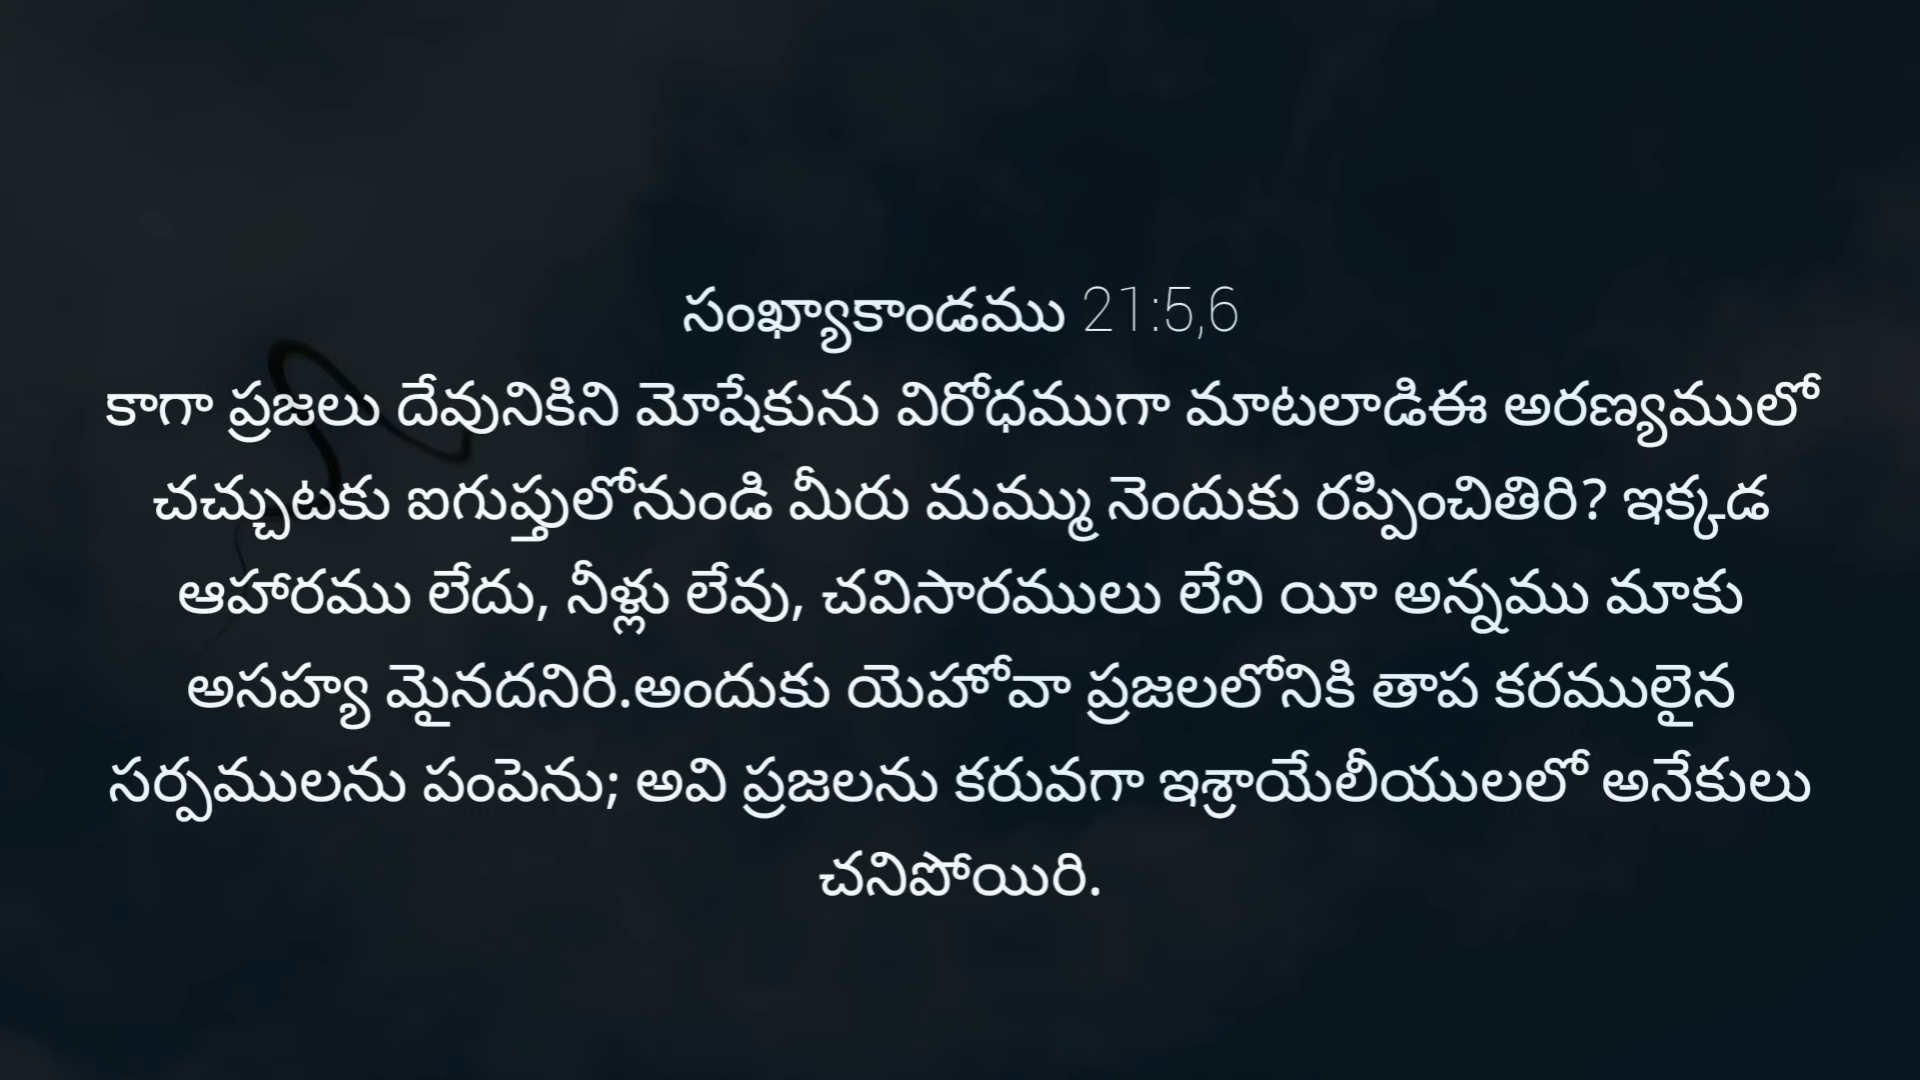 సంఖ్యాకాండము 21:5,6
కాగా ప్రజలు దేవునికిని మోషేకును విరోధముగా మాటలాడిఈ అరణ్యములో
చచ్చుటకు ఐగుప్తులోనుండి మీరు మమ్ము నెందుకు రప్పించితిరి? ఇక్కడ
ఆహారము లేదు, నీళ్లు లేవు, చవిసారములు లేని యీ అన్నము మాకు
అసహ్య మైనదనిరి.అందుకు యెహోవా ప్రజలలోనికి తాప కరములైన
సర్పములను పంపెను; అవి ప్రజలను కరువగా ఇశ్రాయేలీయులలో అనేకులు
చనిపోయిరి.